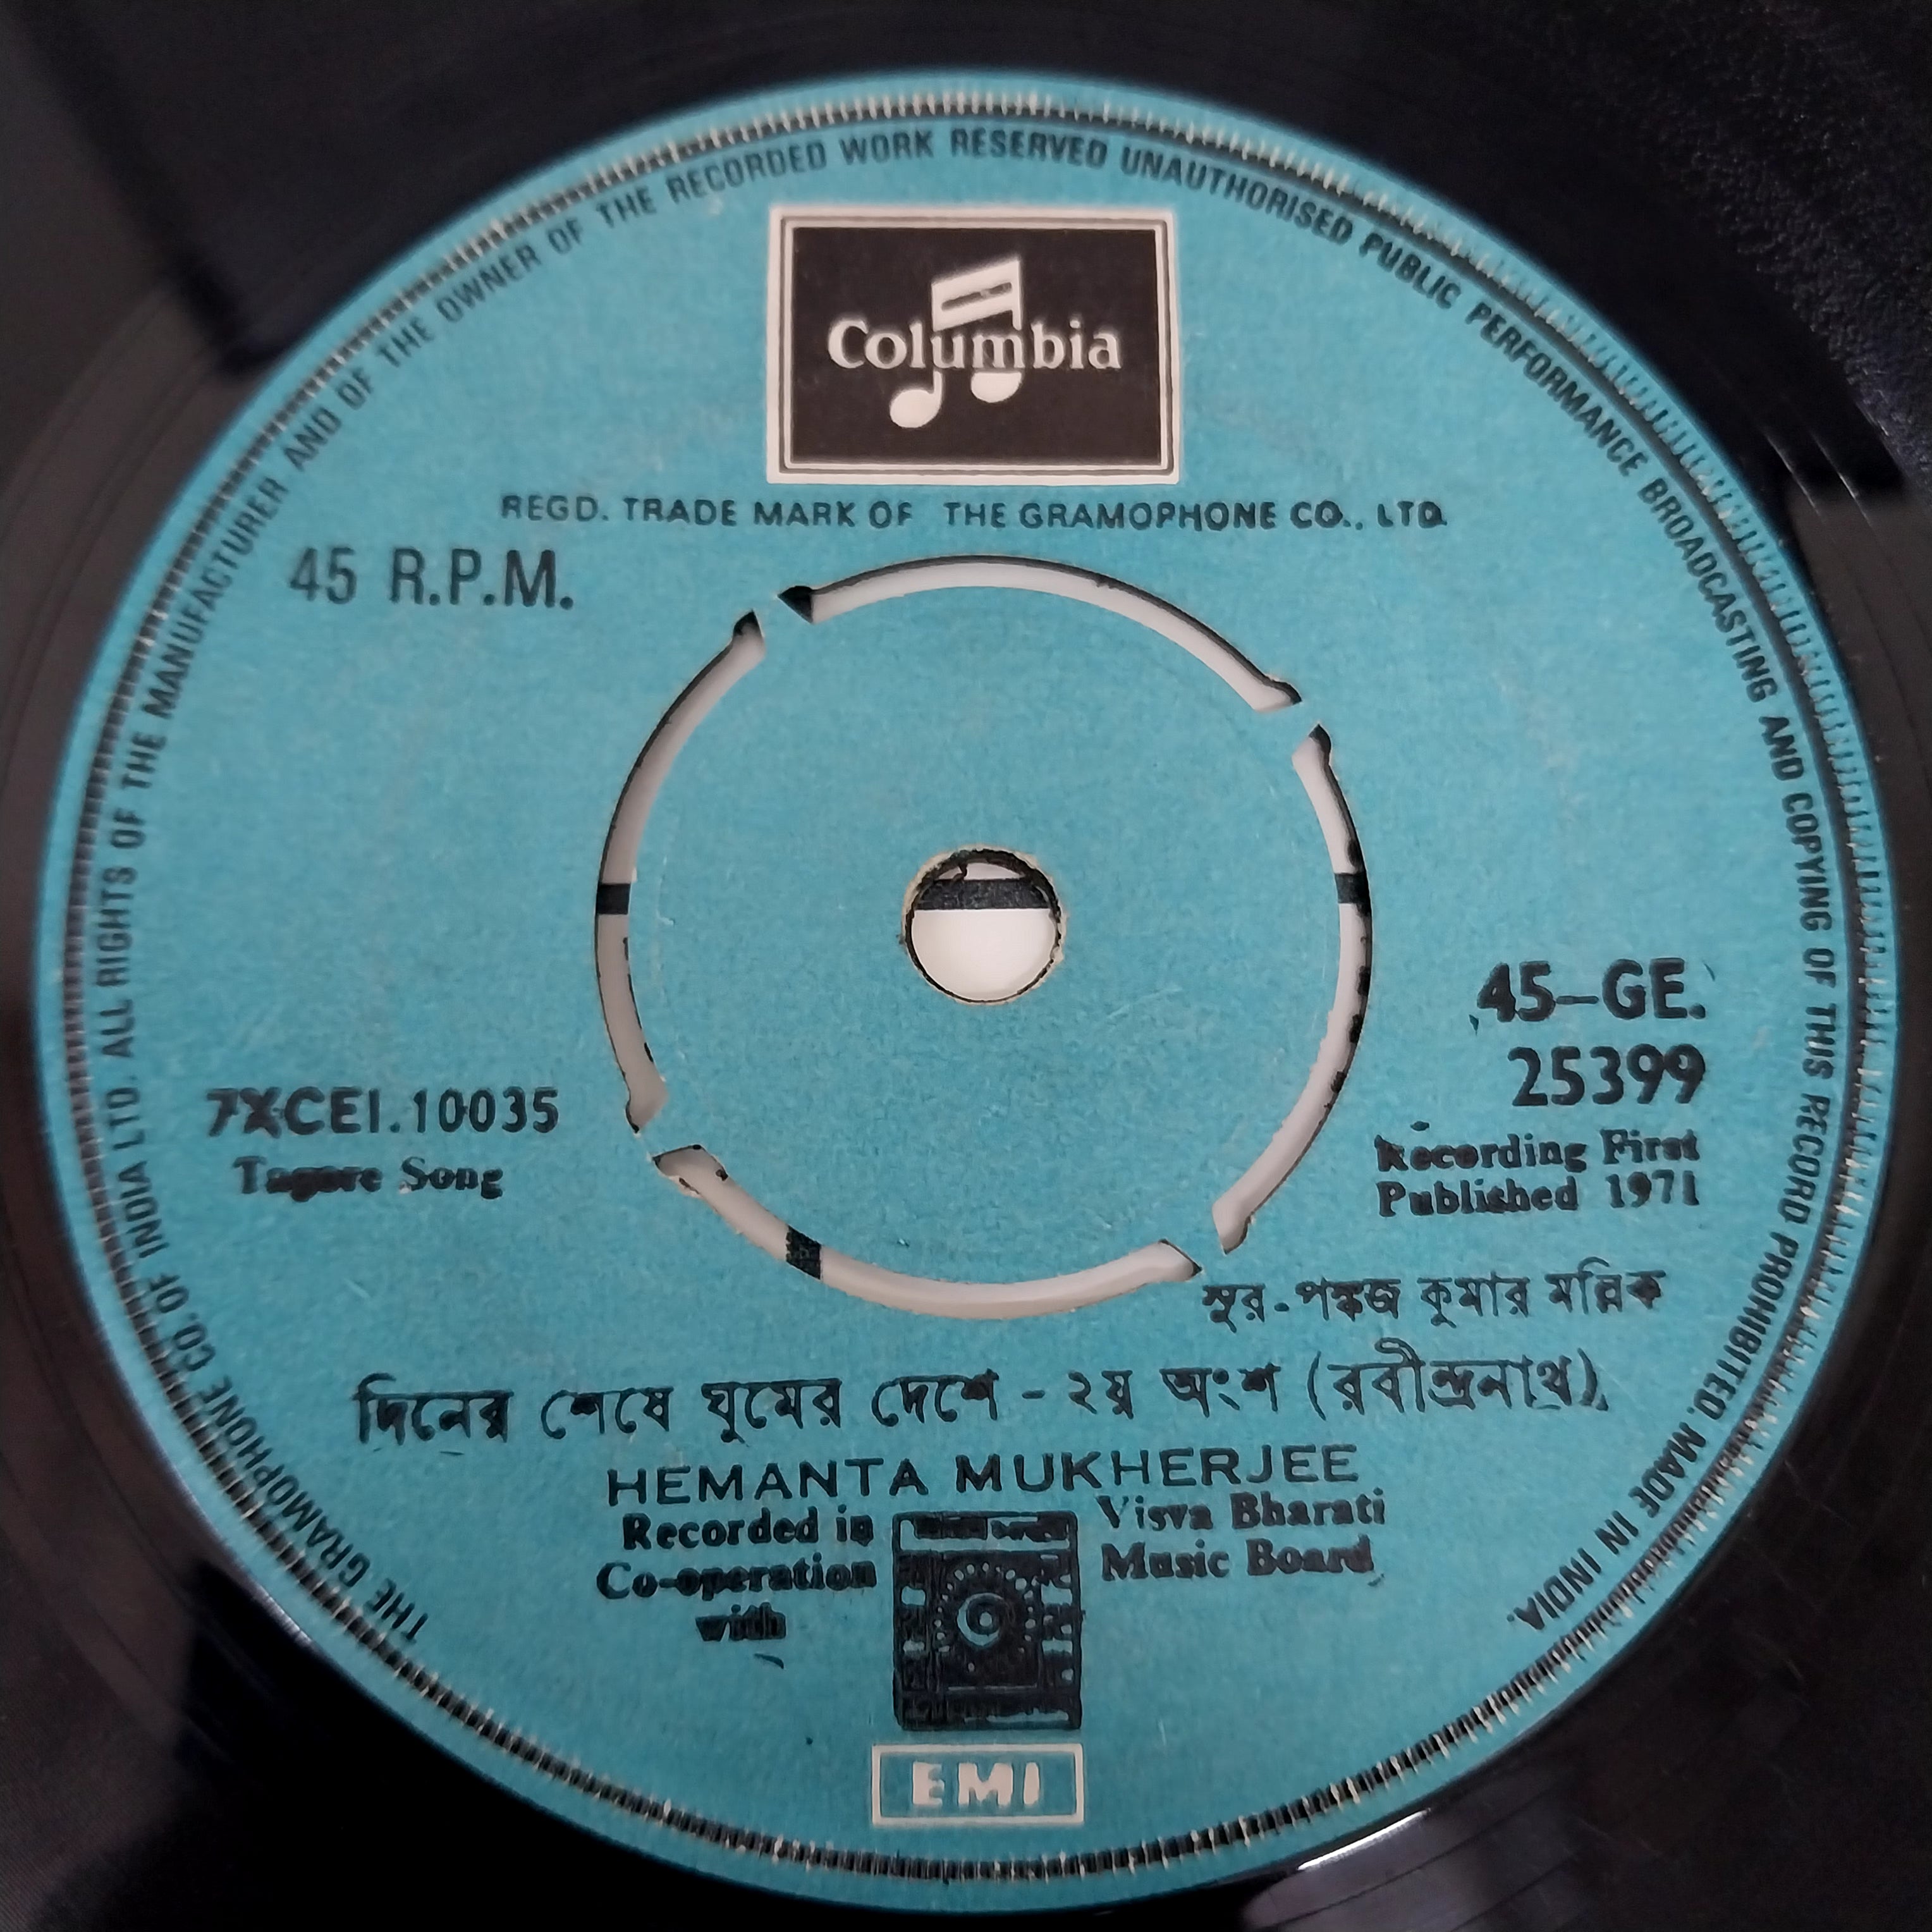 THE GRAMOPHONE CO. OF INDIA LTD. ALL RIGHTS OF THE MANUFACTURER AND OF THE OWNER OF THE RECORDED WORK RESERVED UNAUTHORISED PUBLIC PERFORMANCE BROADCASTING AND COPYING OF THIS RECORD PROHIBITED. MADE IN INDIA.
Columbia
REGD. TRADE MARK OF THE GRAMOPHONE CO., LTD.
45 R.P.M.
45-GE.
25399
7XCEI.10035
Tagore Song
Recording First
Published 1971
সুর-পঙ্কজ কুমার মল্লিক
দিনের শেষে ঘুমের দেশে - ২য় অংশ (রবীন্দ্রনাথ)
HEMANTA MUKHERJEE
Recorded in
Co-operation
with
Visva Bharati
Music Board
EMI